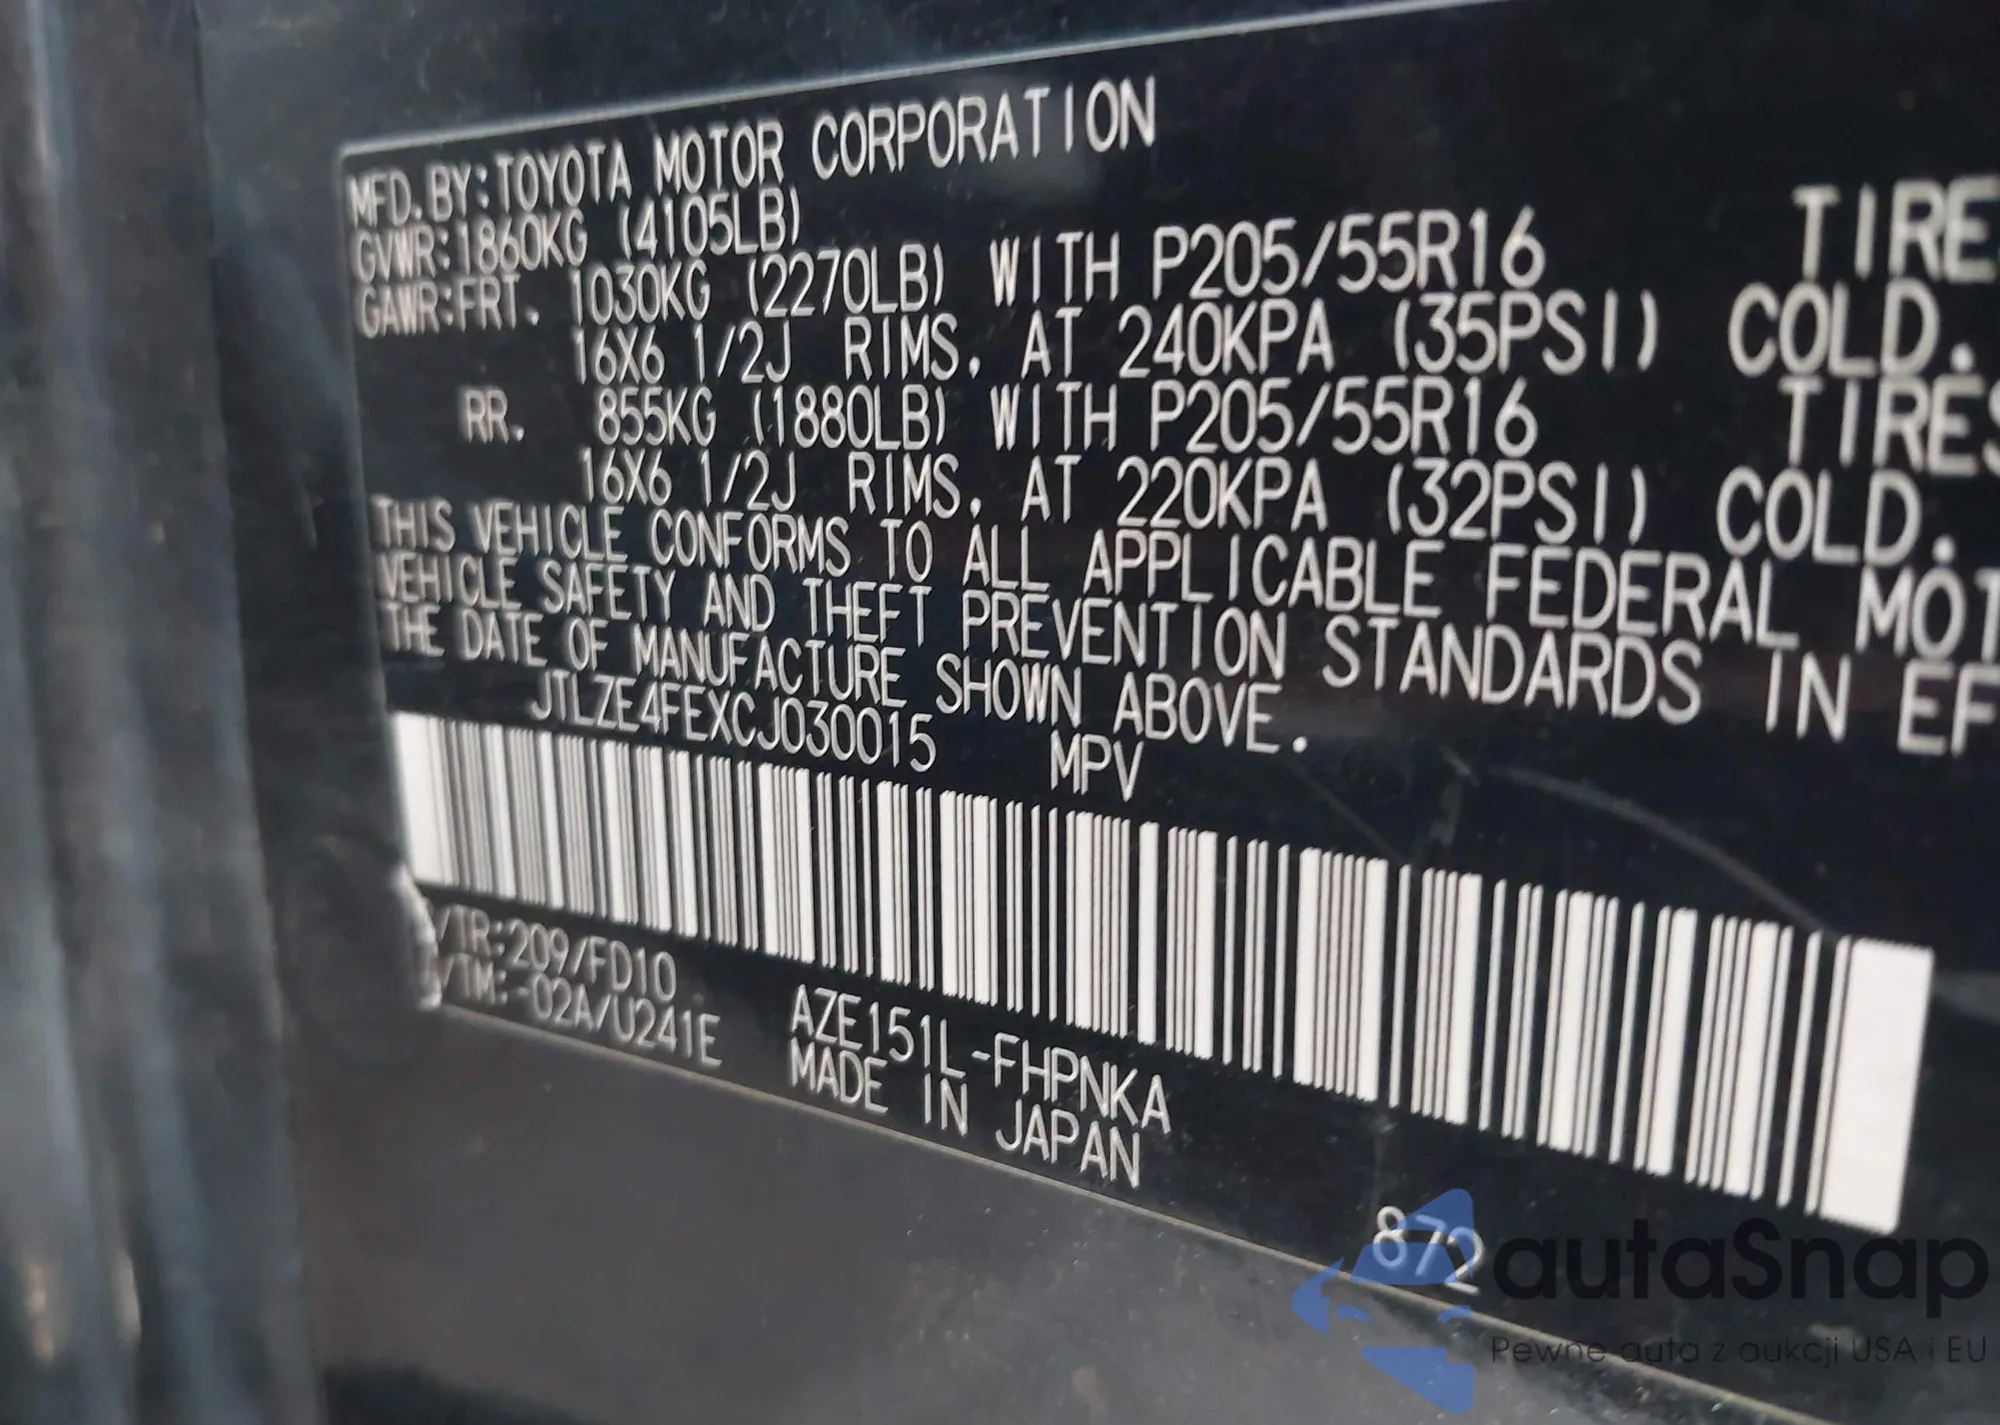 MFD.BY:TOYOTA MOTOR CORPORATION
GVWR:1860KG (4105LB)
GAWR:FRT. 1030KG (2270LB) WITH P205/55R16 TIRE
16X6 1/2J RIMS, AT 240KPA (35PSI) COLD.
RR. 855KG (1880LB) WITH P205/55R16 TIRES
16X6 1/2J RIMS, AT 220KPA (32PSI) COLD.
THIS VEHICLE CONFORMS TO ALL APPLICABLE FEDERAL MOT
VEHICLE SAFETY AND THEFT PREVENTION STANDARDS IN EF
THE DATE OF MANUFACTURE SHOWN ABOVE.
JTLZE4FEXCJ030015 MPV
/TR:209/FD10
/TM:-02A/U241E
AZE151L-FHPNKA
MADE IN JAPAN
872
autaSnap
Pewne auta z aukcji USA i EU